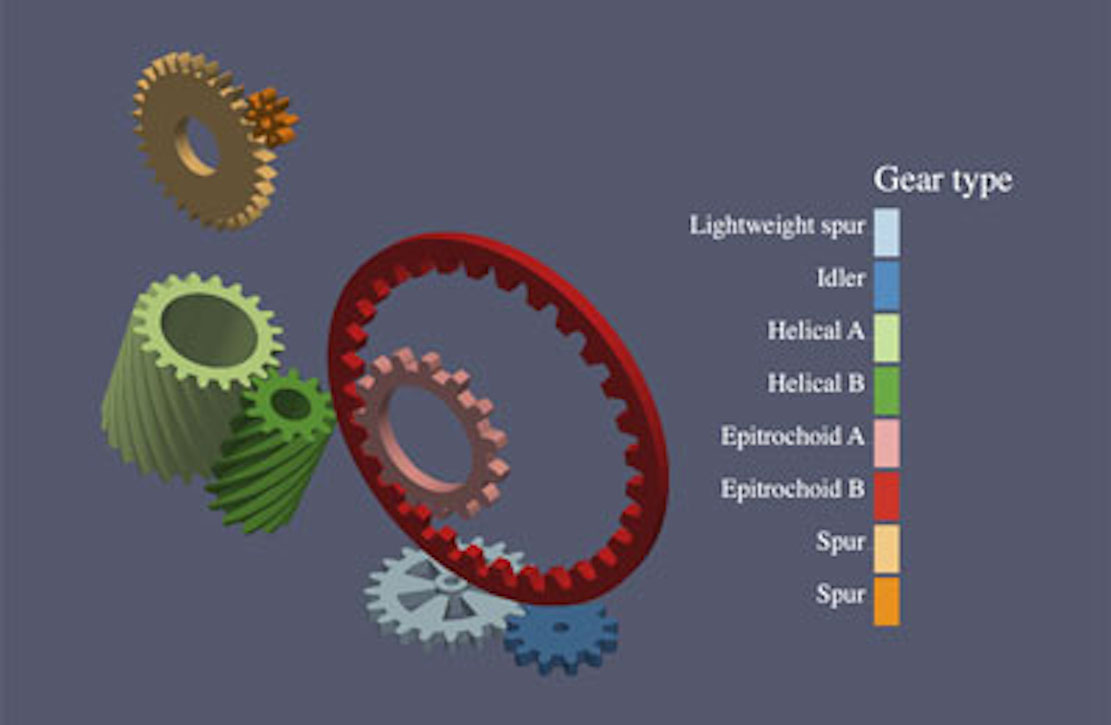 Gear type
Lightweight spur
Idler
Helical A
Helical B
Epitrochoid A
Epitrochoid B
Spur
Spur